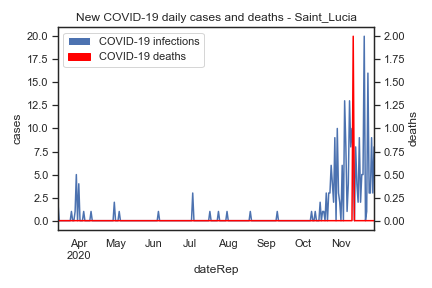 New COVID-19 daily cases and deaths - Saint_Lucia
COVID-19 infections
COVID-19 deaths
cases
20.0
17.5
15.0
12.5
10.0
7.5
5.0
2.5
0.0
deaths
2.00
1.75
1.50
1.25
1.00
0.75
0.50
0.25
0.00
Apr May Jun Jul Aug Sep Oct Nov
2020
dateRep